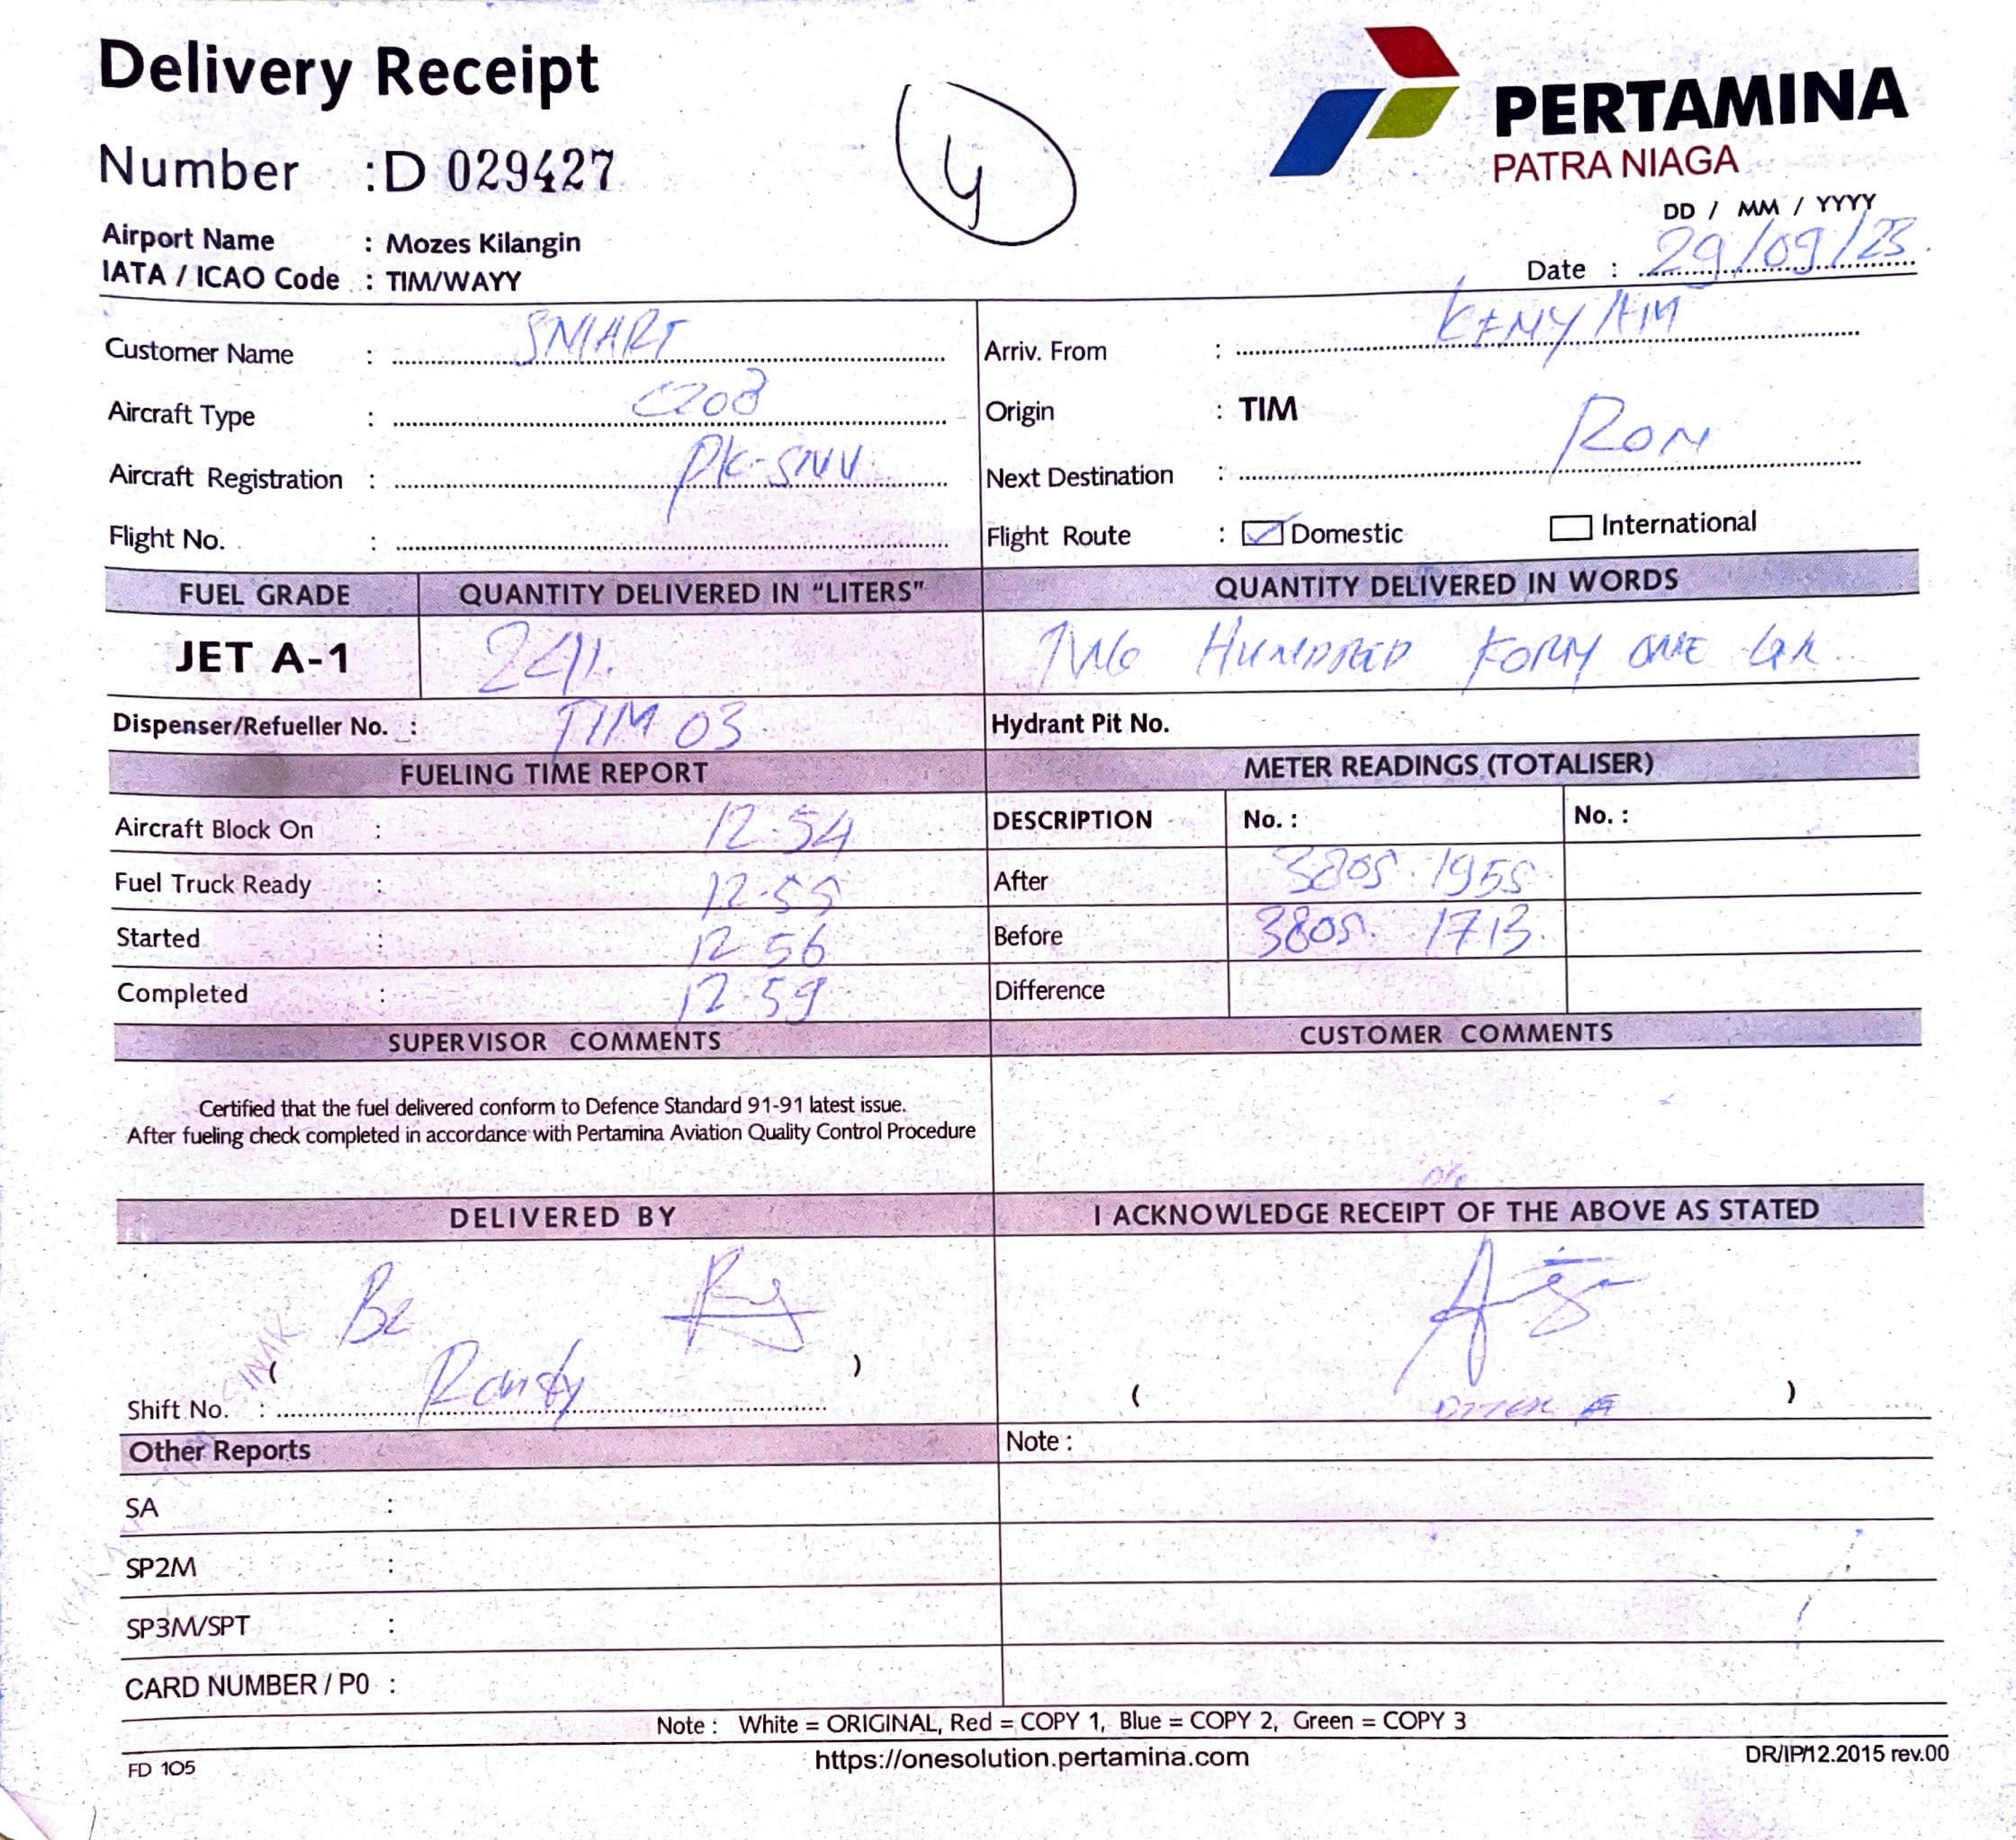 Delivery Receipt
Number : D 029427
4
PERTAMINA
PATRA NIAGA
Airport Name : Mozes Kilangin
IATA / ICAO Code : TIM/WAYY
DD / MM / YYYY
Date : 29/09/23
Customer Name : SMART
Arriv. From :
Aircraft Type : C208
Origin : TIM
Aircraft Registration : PK-SNV
Next Destination : RON
Flight No. :
Flight Route : Domestic International
FUEL GRADE QUANTITY DELIVERED IN "LITERS" QUANTITY DELIVERED IN WORDS
JET A-1 241 TWO HUNDRED FORTY ONE
Dispenser/Refueller No. : TIM 03 Hydrant Pit No.
FUELING TIME REPORT METER READINGS (TOTALISER)
Aircraft Block On : 12.54 DESCRIPTION No. : No. :
Fuel Truck Ready : 12.55 After 3805.1955
Started : 12 56 Before 3805. 1713
Completed : 12.59 Difference
SUPERVISOR COMMENTS CUSTOMER COMMENTS
Certified that the fuel delivered conform to Defence Standard 91-91 latest issue.
After fueling check completed in accordance with Pertamina Aviation Quality Control Procedure
DELIVERED BY I ACKNOWLEDGE RECEIPT OF THE ABOVE AS STATED
( Randy ) ( )
Shift No. :
Other Reports Note :
SA :
SP2M :
SP3M/SPT :
CARD NUMBER / P0 :
Note : White = ORIGINAL, Red = COPY 1, Blue = COPY 2, Green = COPY 3
FD 105 https://onesolution.pertamina.com DR/IP/12.2015 rev.00